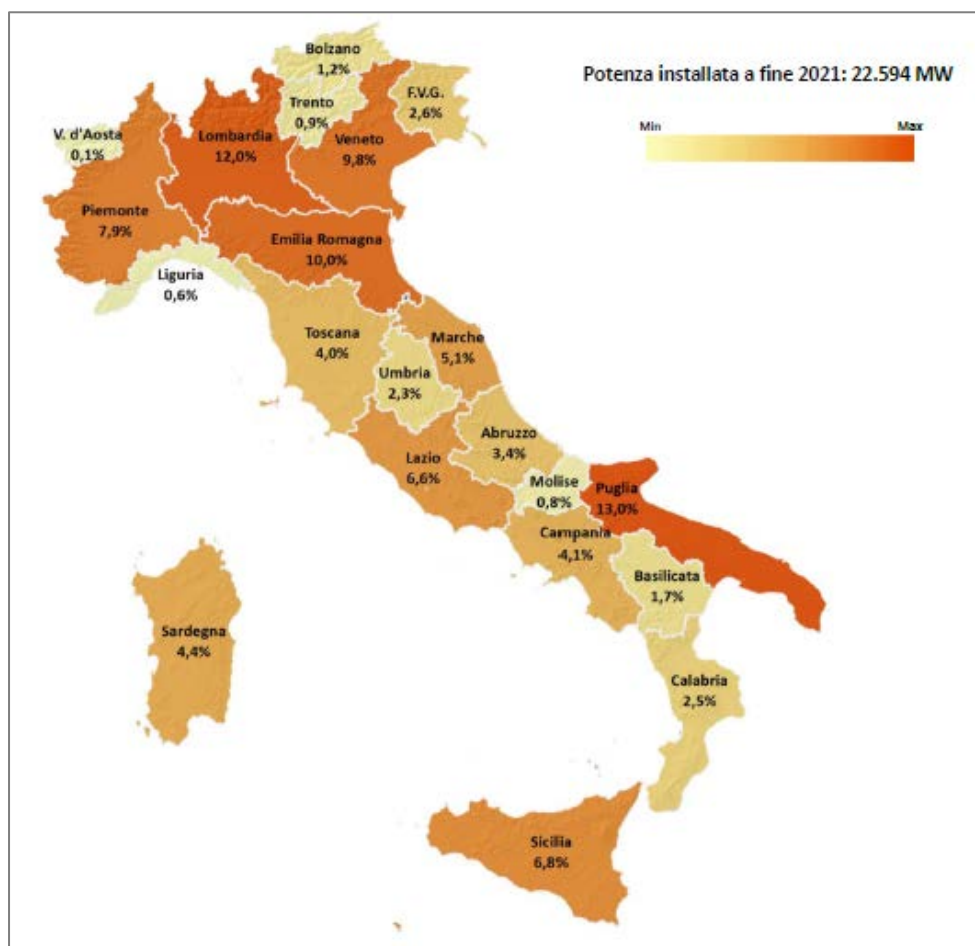 Bolzano
1,2%
Potenza installata a fine 2021: 22.594 MW
Min
Max
F.V.G.
2,6%
Trento
0,9%
V. d'Aosta
0,1%
Lombardia
12,0%
Veneto
9,8%
Piemonte
7,9%
Emilia Romagna
10,0%
Liguria
0,6%
Toscana
4,0%
Marche
5,1%
Umbria
2,3%
Abruzzo
3,4%
Lazio
6,6%
Moliise
0,8%
Puglia
13,0%
Campania
4,1%
Basilicata
1,7%
Sardegna
4,4%
Calabria
2,5%
Sicilia
6,8%